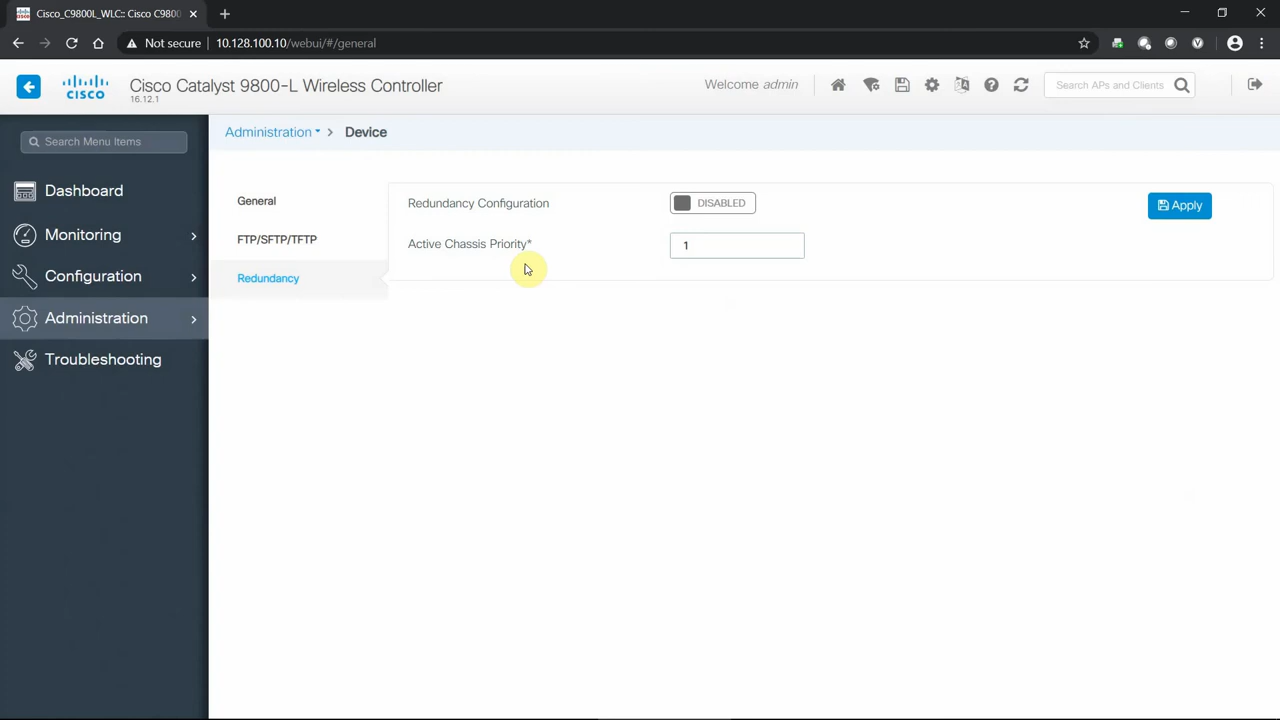 Cisco_C9800L_WLC:: Cisco C9800
Not secure
10.128.100.10/webui/#/general
CISCO
Cisco Catalyst 9800-L Wireless Controller
16.12.1
Welcome admin
Search APs and Clients
Search Menu Items
Dashboard
Monitoring
Configuration
Administration
Troubleshooting
Administration > Device
General
FTP/SFTP/TFTP
Redundancy
Redundancy Configuration
DISABLED
Apply
Active Chassis Priority*
1